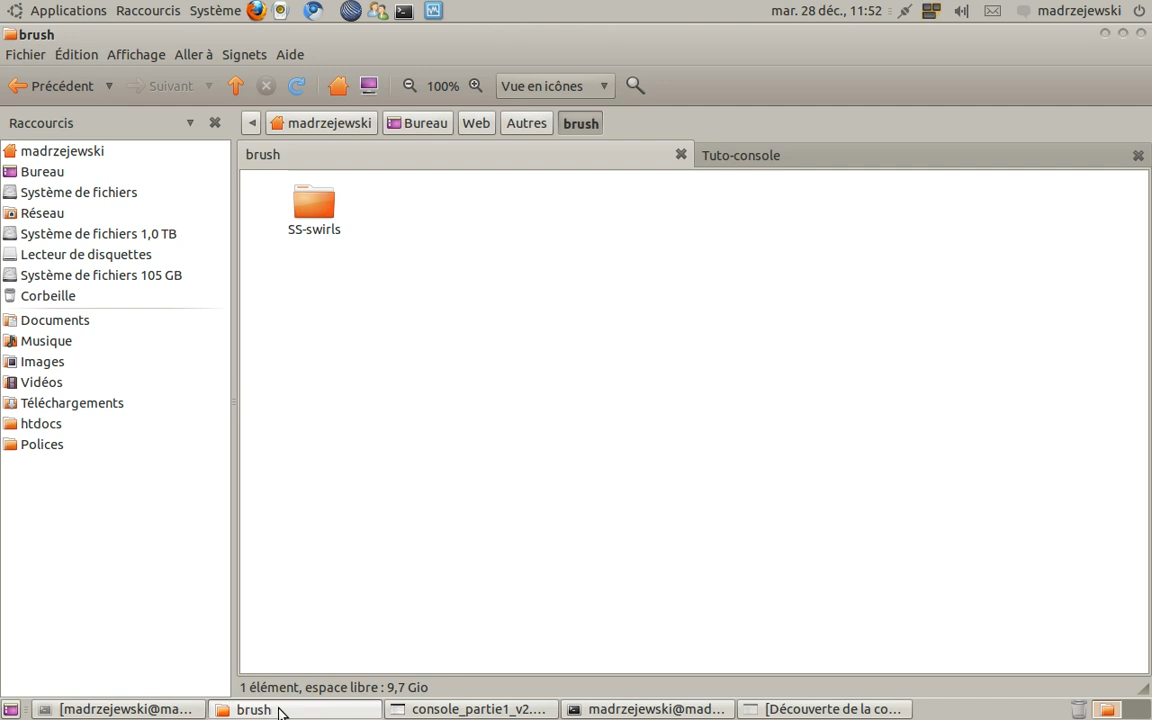 Applications Raccourcis Système mar. 28 déc., 11:52 madrzejewski
brush
Fichier Édition Affichage Aller à Signets Aide
Précédent Suivant 100% Vue en icônes
Raccourcis madrzejewski Bureau Web Autres brush
brush Tuto-console
madrzejewski
Bureau
Système de fichiers
Réseau
Système de fichiers 1,0 TB
Lecteur de disquettes
Système de fichiers 105 GB
Corbeille
Documents
Musique
Images
Vidéos
Téléchargements
htdocs
Polices
SS-swirls
1 élément, espace libre : 9,7 Gio
[madrzejewski@ma... brush console_partie1_v2.... madrzejewski@mad... [Découverte de la co...